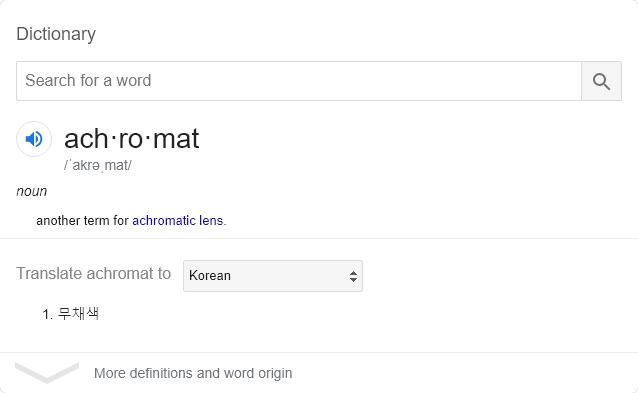 Dictionary
Search for a word
ach·ro·mat
/ˈakrəˌmat/
noun
another term for achromatic lens.
Translate achromat to Korean
1. 무채색
More definitions and word origin